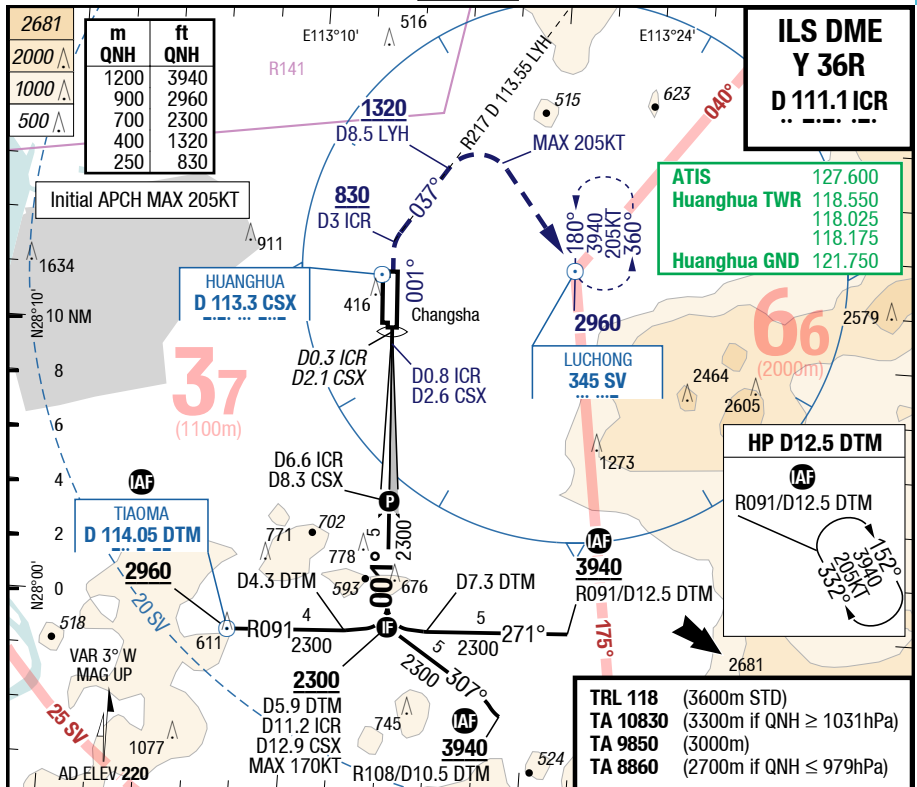 2681
2000
1000
500
m ft
QNH QNH
1200 3940
900 2960
700 2300
400 1320
250 830
E113°10'
516
R141
E113°24'
ILS DME
Y 36R
D 111.1 ICR
1320
D8.5 LYH
R217 D 113.55 LYH
515
623
040°
MAX 205KT
Initial APCH MAX 205KT
830
D3 ICR
037°
ATIS 127.600
Huanghua TWR 118.550
118.025
118.175
Huanghua GND 121.750
180°
3940
205KT
360°
911
1634
HUANGHUA
D 113.3 CSX
001°
416
Changsha
N28°10'
10 NM
2960
2579
66
(2000m)
D0.3 ICR
D2.1 CSX
D0.8 ICR
D2.6 CSX
LUCHONG
345 SV
37
(1100m)
8
6
4
2
0
2464
2605
1273
HP D12.5 DTM
IAF
R091/D12.5 DTM
152°
3940
205KT
332°
D6.6 ICR
D8.3 CSX
P
IAF
TIAOMA
D 114.05 DTM
2960
702
771
778
593
676
5
2300
001°
IAF
3940
R091/D12.5 DTM
N28°00'
D4.3 DTM
D7.3 DTM
518
20 SV
611
R091
4
2300
IF
5
2300
271°
175°
2681
VAR 3° W
MAG UP
2300
D5.9 DTM
D11.2 ICR
D12.9 CSX
MAX 170KT
5
2300
307°
745
IAF
3940
R108/D10.5 DTM
524
25 SV
1077
AD ELEV 220
TRL 118 (3600m STD)
TA 10830 (3300m if QNH ≥ 1031hPa)
TA 9850 (3000m)
TA 8860 (2700m if QNH ≤ 979hPa)